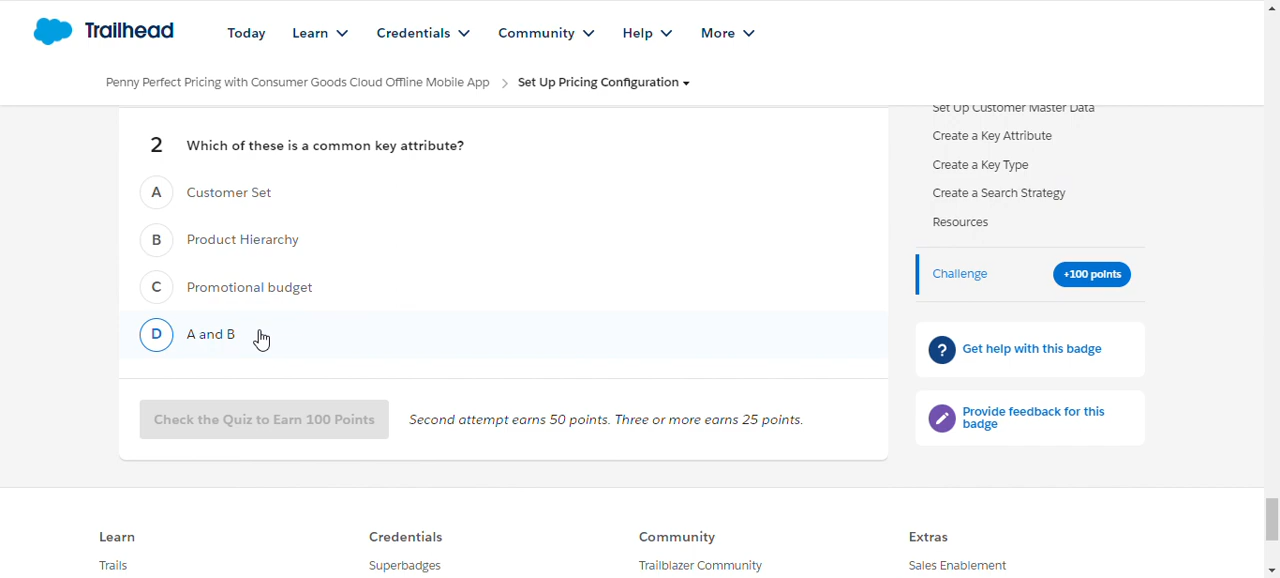 Trailhead
Today
Learn
Credentials
Community
Help
More
Penny Perfect Pricing with Consumer Goods Cloud Offline Mobile App > Set Up Pricing Configuration
2 Which of these is a common key attribute?
A Customer Set
B Product Hierarchy
C Promotional budget
D A and B
Check the Quiz to Earn 100 Points
Second attempt earns 50 points. Three or more earns 25 points.
Set Up Customer Master Data
Create a Key Attribute
Create a Key Type
Create a Search Strategy
Resources
Challenge
+100 points
? Get help with this badge
Provide feedback for this
badge
Learn
Credentials
Community
Extras
Trails
Superbadges
Trailblazer Community
Sales Enablement